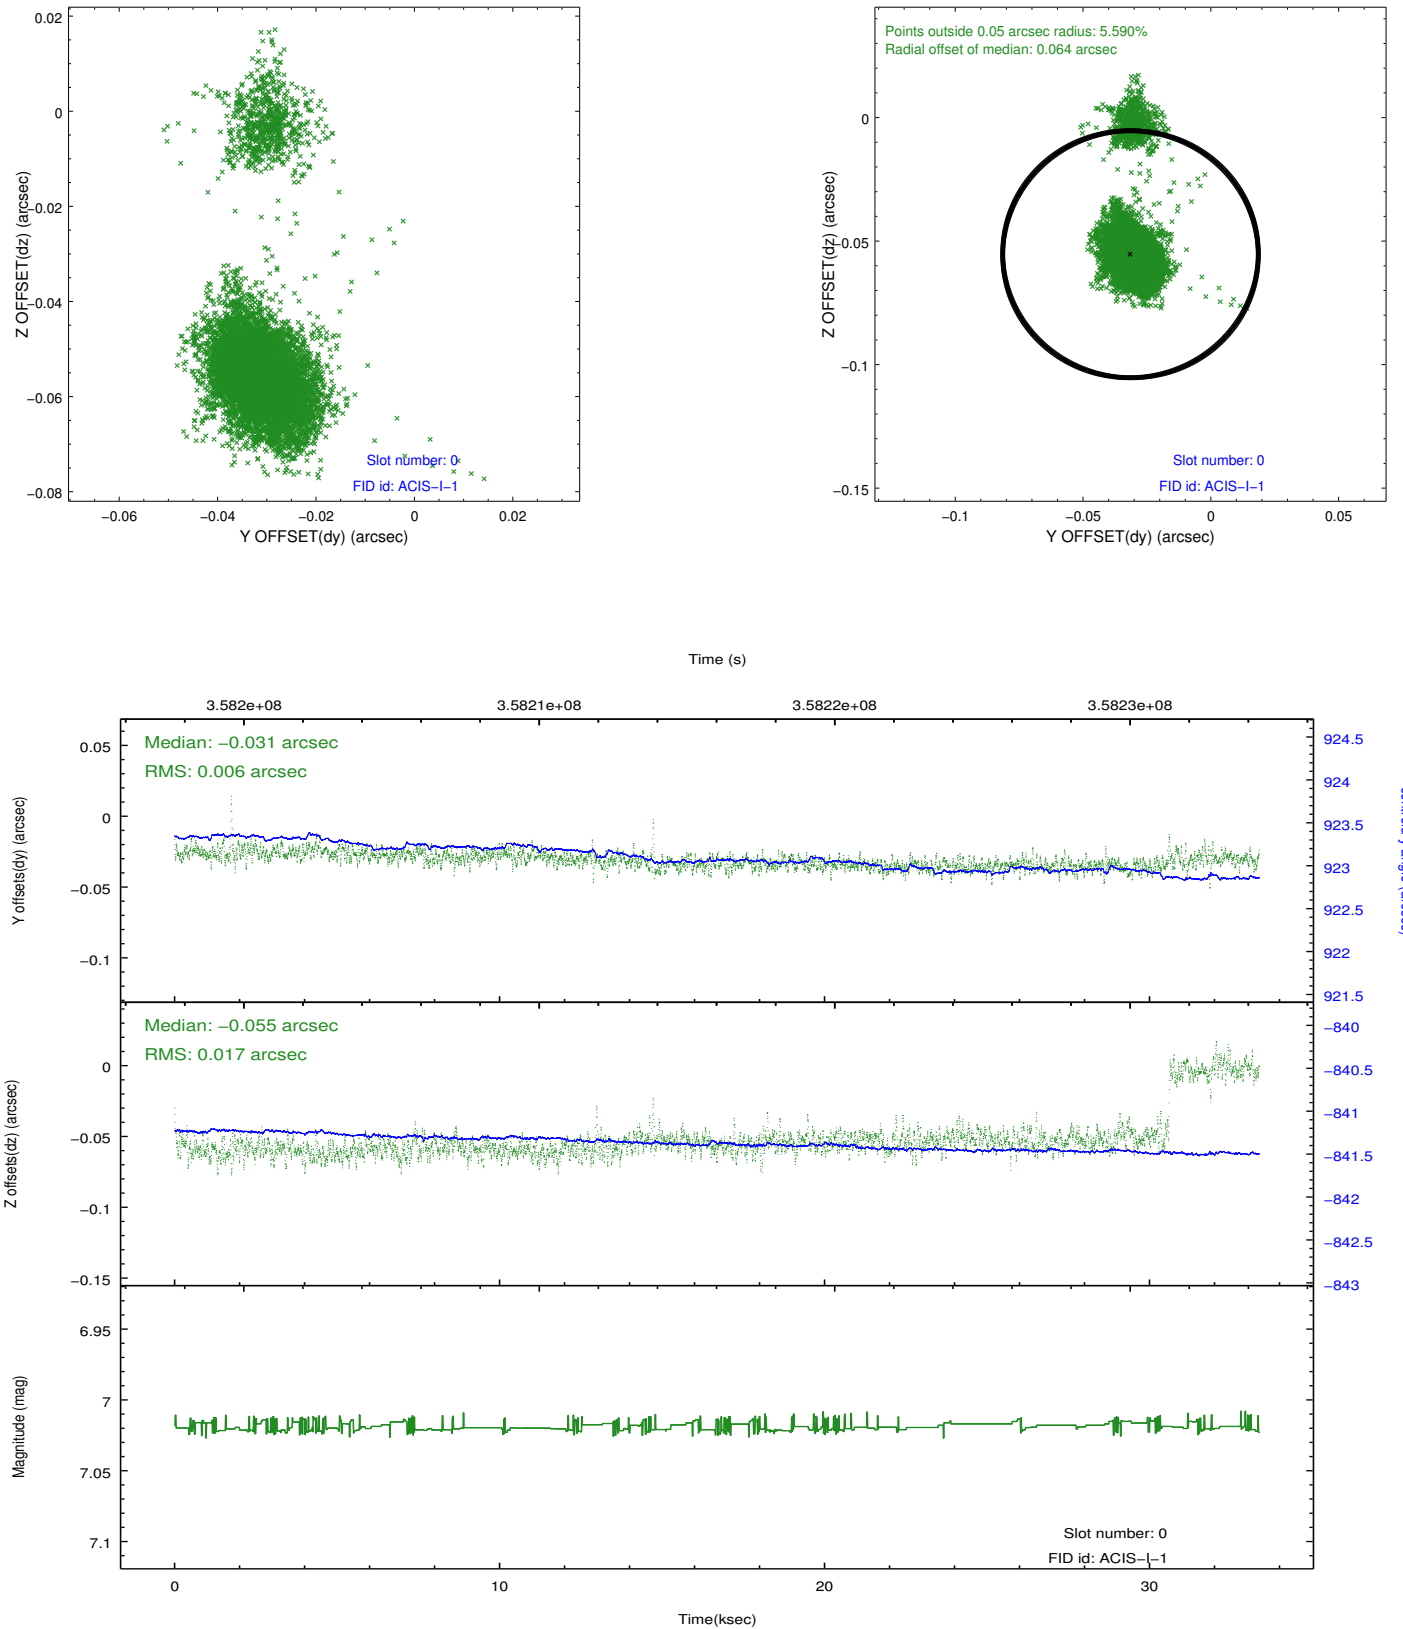 0.02
0
−0.02
−0.04
−0.06
−0.08
Z OFFSET(dz) (arcsec)
−0.06
−0.04
−0.02
0
0.02
Y OFFSET(dy) (arcsec)
Slot number: 0
FID id: ACIS−I−1
Points outside 0.05 arcsec radius: 5.590%
Radial offset of median: 0.064 arcsec
0
−0.05
−0.1
−0.15
Z OFFSET(dz) (arcsec)
−0.1
−0.05
0
0.05
Y OFFSET(dy) (arcsec)
Slot number: 0
FID id: ACIS−I−1
Time (s)
3.582e+08
3.5821e+08
3.5822e+08
3.5823e+08
Median: −0.031 arcsec
RMS: 0.006 arcsec
0.05
0
−0.05
−0.1
Y offsets(dy) (arcsec)
924.5
924
923.5
923
922.5
922
921.5
Median: −0.055 arcsec
RMS: 0.017 arcsec
0
−0.05
−0.1
−0.15
Z offsets(dz) (arcsec)
−840
−840.5
−841
−841.5
−842
−842.5
−843
6.95
7
7.05
7.1
Magnitude (mag)
Slot number: 0
FID id: ACIS−I−1
0
10
20
30
Time(ksec)